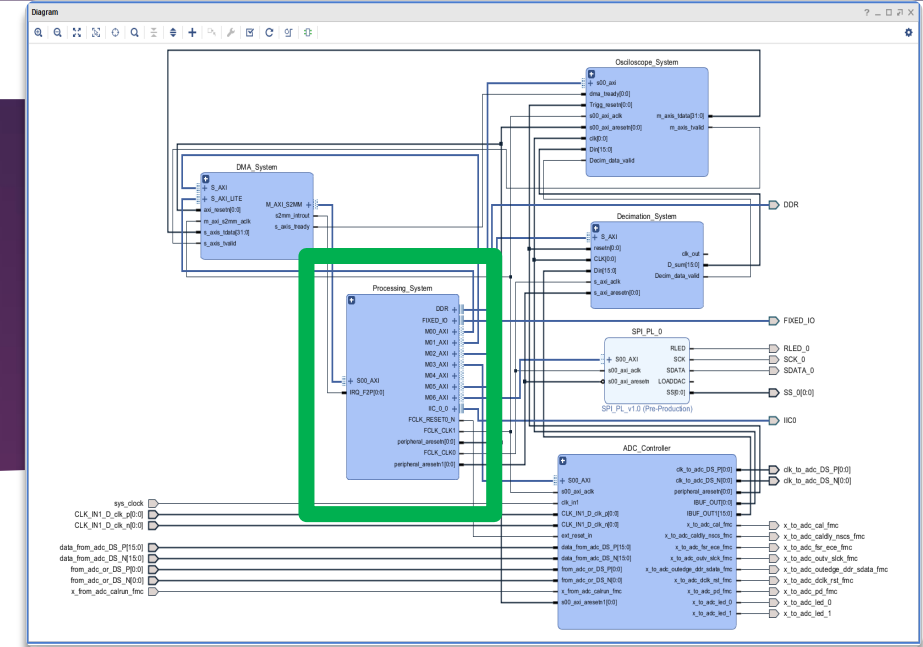 Diagram
Osciloscope_System
+ s00_axi
dma_tready[0:0]
Trigg_resetn[0:0]
s00_axi_aclk
s00_axi_aresetn[0:0]
clk[0:0]
Din[15:0]
Decim_data_valid
m_axis_tdata[31:0]
m_axis_tvalid
DMA_System
+ S_AXI
+ S_AXI_LITE
axi_resetn[0:0]
m_axi_s2mm_aclk
s_axis_tdata[31:0]
s_axis_tvalid
M_AXI_S2MM +
s2mm_introut
s_axis_tready
DDR
Decimation_System
+ S_AXI
resetn[0:0]
CLK[0:0]
Din[15:0]
s_axi_aclk
s_axi_aresetn[0:0]
clk_out
D_sum[15:0]
Decim_data_valid
Processing_System
+ S00_AXI
IRQ_F2P[0:0]
DDR +
FIXED_IO +
M00_AXI +
M01_AXI +
M02_AXI +
M03_AXI +
M04_AXI +
M05_AXI +
M06_AXI +
IIC_0_0 +
FCLK_RESET0_N
FCLK_CLK1
peripheral_aresetn[0:0]
FCLK_CLK0
peripheral_aresetn1[0:0]
FIXED_IO
SPI_PL_0
+ S00_AXI
s00_axi_aclk
s00_axi_aresetn
RLED
SCK
SDATA
LOADDAC
SS[0:0]
SPI_PL_v1.0 (Pre-Production)
RLED_0
SCK_0
SDATA_0
SS_0[0:0]
IIC0
ADC_Controller
+ S00_AXI
s00_axi_aclk
clk_in1
CLK_IN1_D_clk_p[0:0]
CLK_IN1_D_clk_n[0:0]
ext_reset_in
data_from_adc_DS_P[15:0]
data_from_adc_DS_N[15:0]
from_adc_or_DS_P[0:0]
from_adc_or_DS_N[0:0]
x_from_adc_calrun_fmc
s00_axi_aresetn1[0:0]
clk_to_adc_DS_P[0:0]
clk_to_adc_DS_N[0:0]
peripheral_aresetn[0:0]
IBUF_OUT[0:0]
IBUF_OUT1[15:0]
x_to_adc_cal_fmc
x_to_adc_caldly_nscs_fmc
x_to_adc_fsr_ece_fmc
x_to_adc_outv_slck_fmc
x_to_adc_outedge_ddr_sdata_fmc
x_to_adc_dclk_rst_fmc
x_to_adc_pd_fmc
x_to_adc_led_0
x_to_adc_led_1
sys_clock
CLK_IN1_D_clk_p[0:0]
CLK_IN1_D_clk_n[0:0]
data_from_adc_DS_P[15:0]
data_from_adc_DS_N[15:0]
from_adc_or_DS_P[0:0]
from_adc_or_DS_N[0:0]
x_from_adc_calrun_fmc
clk_to_adc_DS_P[0:0]
clk_to_adc_DS_N[0:0]
x_to_adc_cal_fmc
x_to_adc_caldly_nscs_fmc
x_to_adc_fsr_ece_fmc
x_to_adc_outv_slck_fmc
x_to_adc_outedge_ddr_sdata_fmc
x_to_adc_dclk_rst_fmc
x_to_adc_pd_fmc
x_to_adc_led_0
x_to_adc_led_1